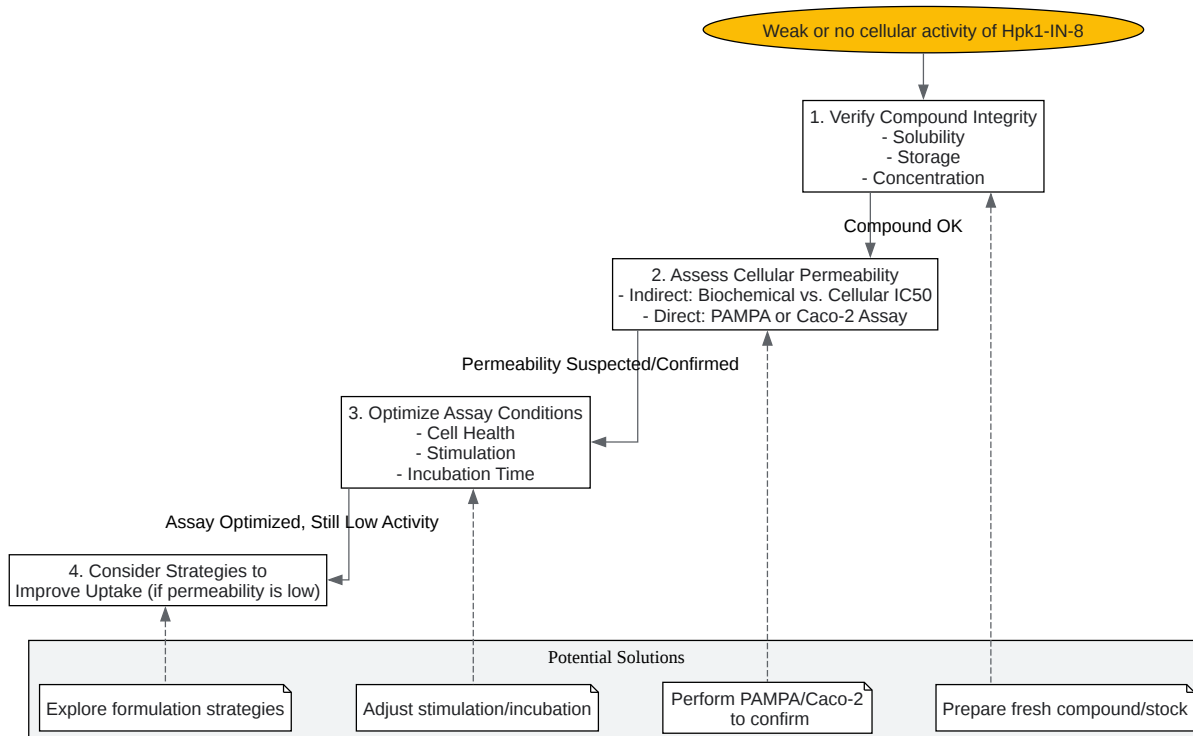 Weak or no cellular activity of Hpk1-IN-8
1. Verify Compound Integrity
- Solubility
- Storage
- Concentration
Compound OK
2. Assess Cellular Permeability
- Indirect: Biochemical vs. Cellular IC50
- Direct: PAMPA or Caco-2 Assay
Permeability Suspected/Confirmed
3. Optimize Assay Conditions
- Cell Health
- Stimulation
- Incubation Time
Assay Optimized, Still Low Activity
4. Consider Strategies to
Improve Uptake (if permeability is low)
Potential Solutions
Explore formulation strategies
Adjust stimulation/incubation
Perform PAMPA/Caco-2
to confirm
Prepare fresh compound/stock